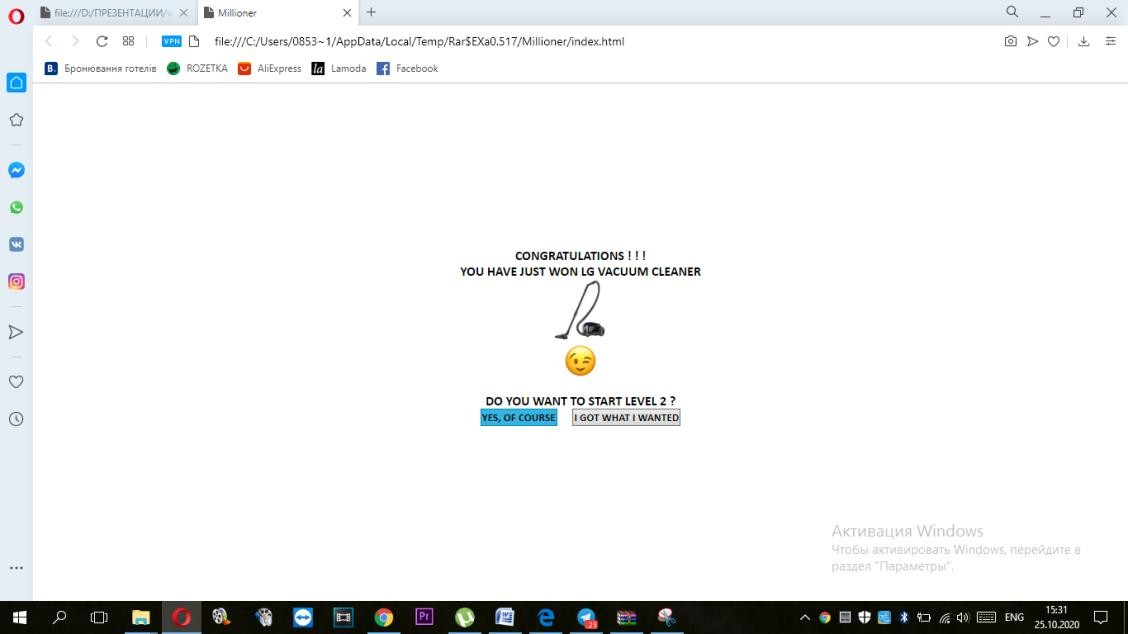 file:///D:/ПРЕЗЕНТАЦИИ/
Millioner
VPN
file:///C:/Users/0853~1/AppData/Local/Temp/Rar$EXa0.517/Millioner/index.html
B. Бронювання готелів
ROZETKA
AliExpress
la Lamoda
Facebook
CONGRATULATIONS ! ! !
YOU HAVE JUST WON LG VACUUM CLEANER
DO YOU WANT TO START LEVEL 2 ?
YES, OF COURSE
I GOT WHAT I WANTED
Активация Windows
Чтобы активировать Windows, перейдите в
раздел "Параметры".
Pr
ENG
15:31
25.10.2020